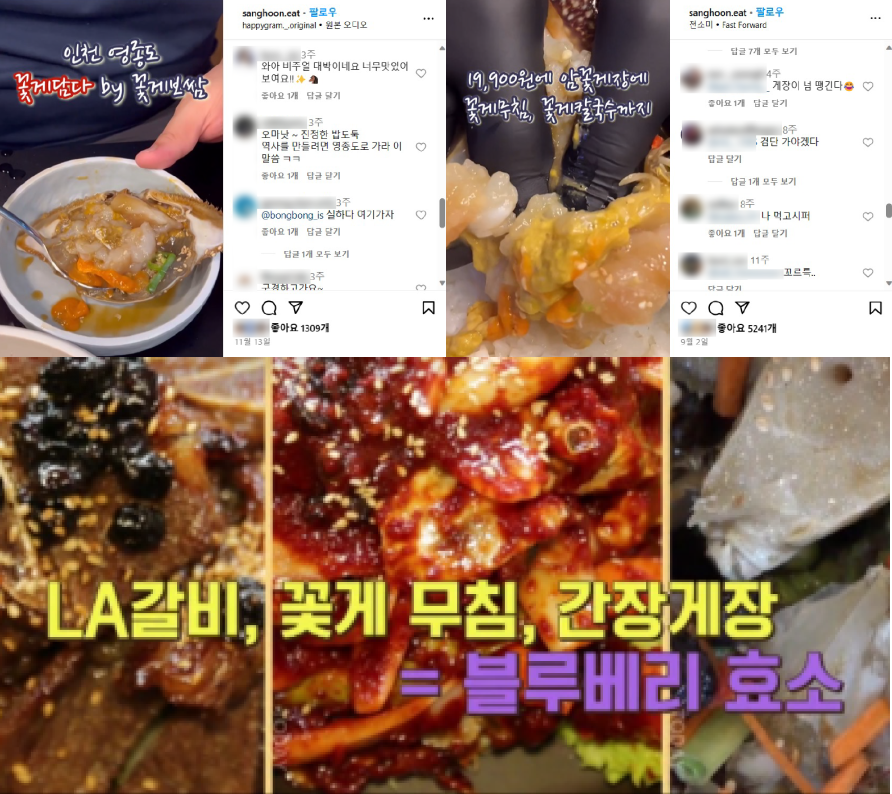 인천 영종도
꽃게담다 by 꽃게보쌈
sanghoon.eat • 팔로우
happygram._.original • 원본 오디오
3주
와아 비주얼 대박이네요 너무맛있어
보여요!!✨🐴
좋아요 1개 답글 달기
3주
오마낫 ~ 진정한 밥도둑
역사를 만들려면 영종도로 가라 이
말씀 ㅋㅋ
좋아요 1개 답글 달기
3주
@bongbong_is 실하다 여기가자
좋아요 1개 답글 달기
답글 1개 모두 보기
3주
구경하고가요~
좋아요 1309개
11월 13일
19,900원에 암꽃게장에
꽃게무침, 꽃게칼국수까지
sanghoon.eat • 팔로우
전소미 • Fast Forward
답글 7개 모두 보기
4주
게장이 넘 땡긴다😂
8주
검단 가야겠다
답글 달기
답글 1개 모두 보기
8주
나 먹고시퍼
좋아요 1개 답글 달기
11주
꼬르륵..
답글 달기
좋아요 5241개
9월 2일
LA갈비, 꽃게 무침, 간장게장
= 블루베리 효소